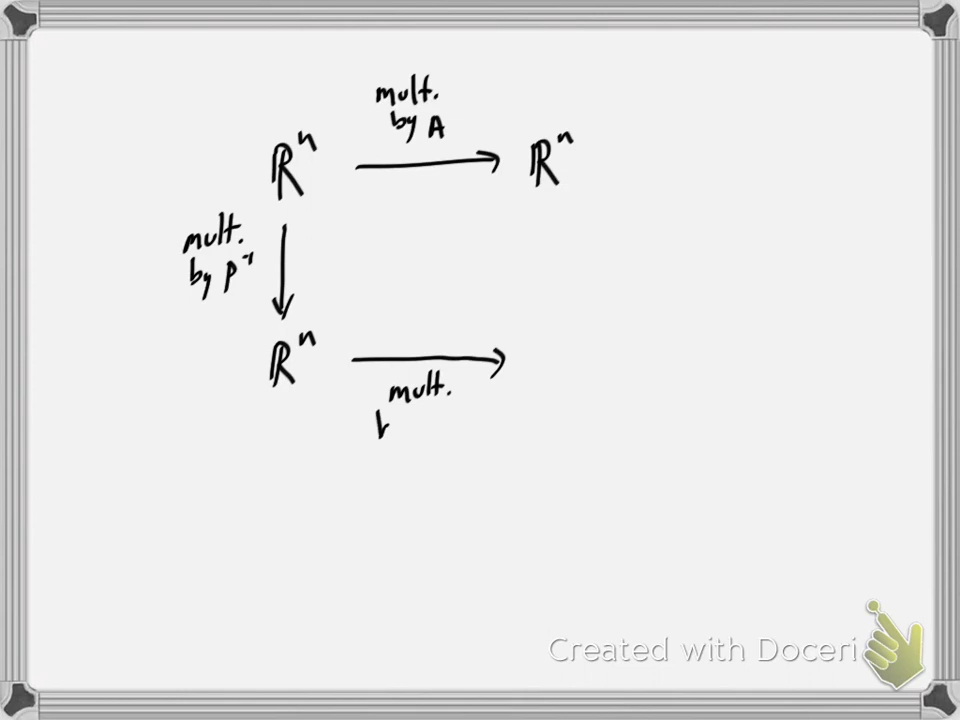 mult.
by A
ℝⁿ ℝⁿ
mult.
by P⁻¹
ℝⁿ
mult.
Created with Doceri